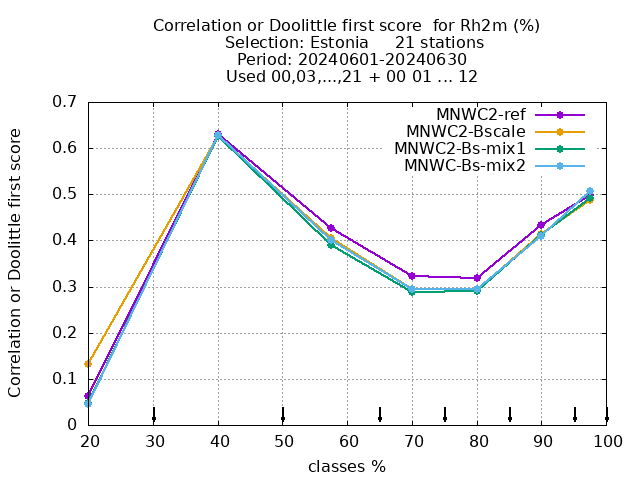 Correlation or Doolittle first score  for Rh2m (%)
Selection: Estonia     21 stations
Period: 20240601-20240630
Used 00,03,...,21 + 00 01 ... 12
Correlation or Doolittle first score
0.7
0.6
0.5
0.4
0.3
0.2
0.1
0
MNWC2-ref
MNWC2-Bscale
MNWC2-Bs-mix1
MNWC-Bs-mix2
20 30 40 50 60 70 80 90 100
classes %